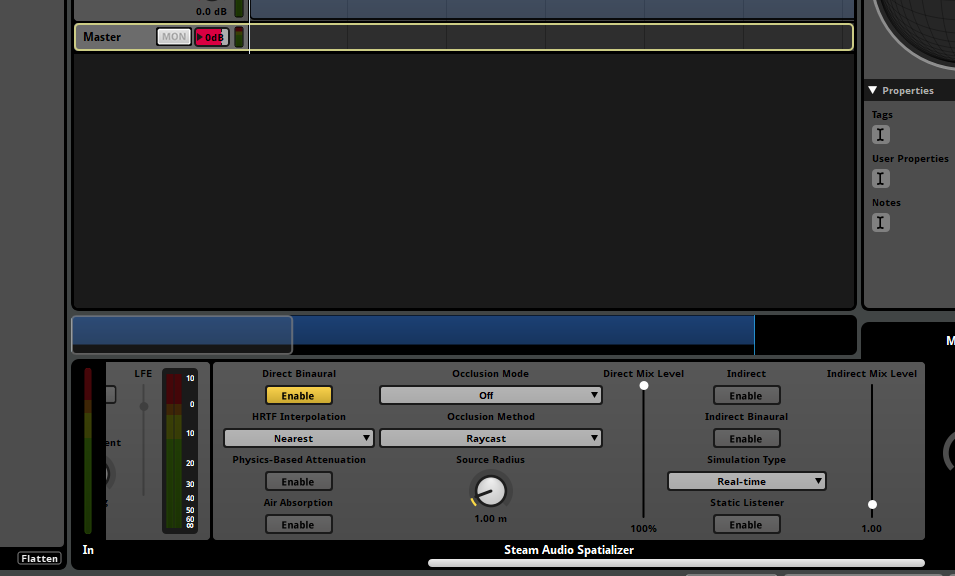 0.0 dB
Master
MON
0dB
Properties
Tags
User Properties
Notes
LFE
10
0
10
20
30
40
50
60
∞
ent
In
Flatten
Direct Binaural
Enable
HRTF Interpolation
Nearest
Physics-Based Attenuation
Enable
Air Absorption
Enable
Occlusion Mode
Off
Occlusion Method
Raycast
Source Radius
1.00 m
Direct Mix Level
100%
Indirect
Enable
Indirect Binaural
Enable
Simulation Type
Real-time
Static Listener
Enable
Indirect Mix Level
1.00
Steam Audio Spatializer
M